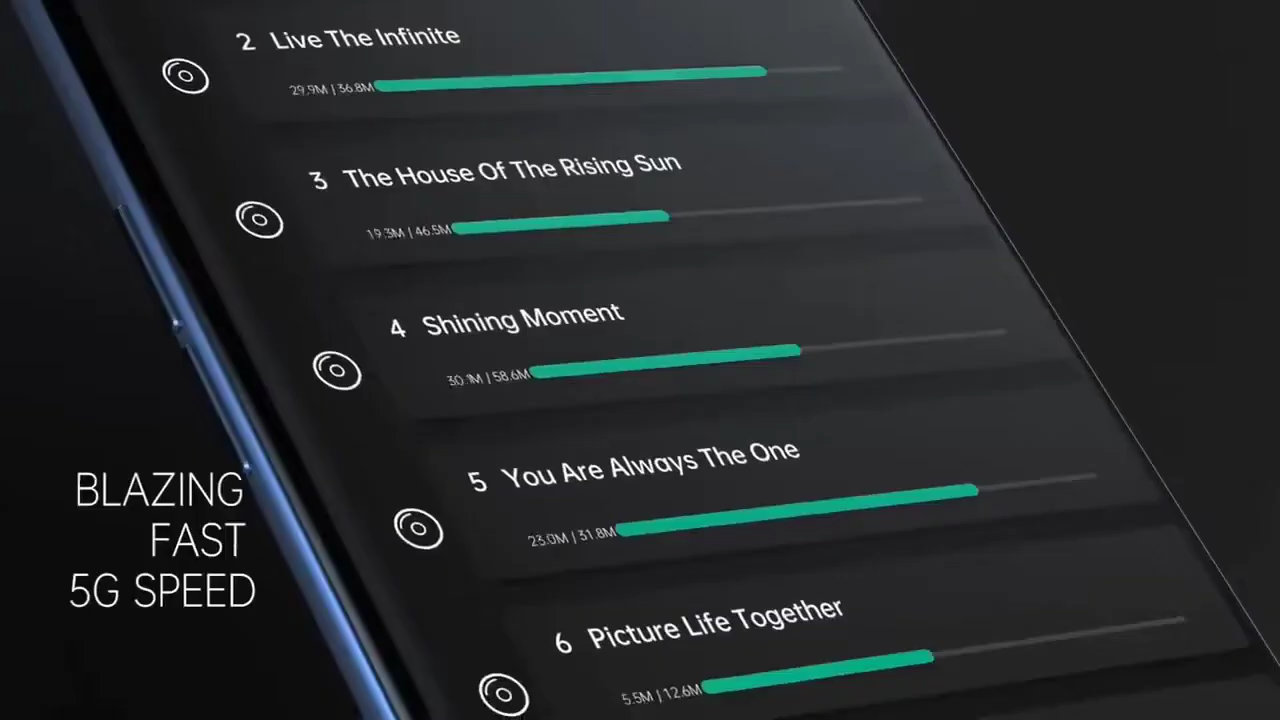 2 Live The Infinite
29.9M | 36.8M
3 The House Of The Rising Sun
19.3M | 46.5M
4 Shining Moment
30.1M | 58.6M
5 You Are Always The One
23.0M | 31.8M
6 Picture Life Together
5.5M | 12.6M
BLAZING
FAST
5G SPEED